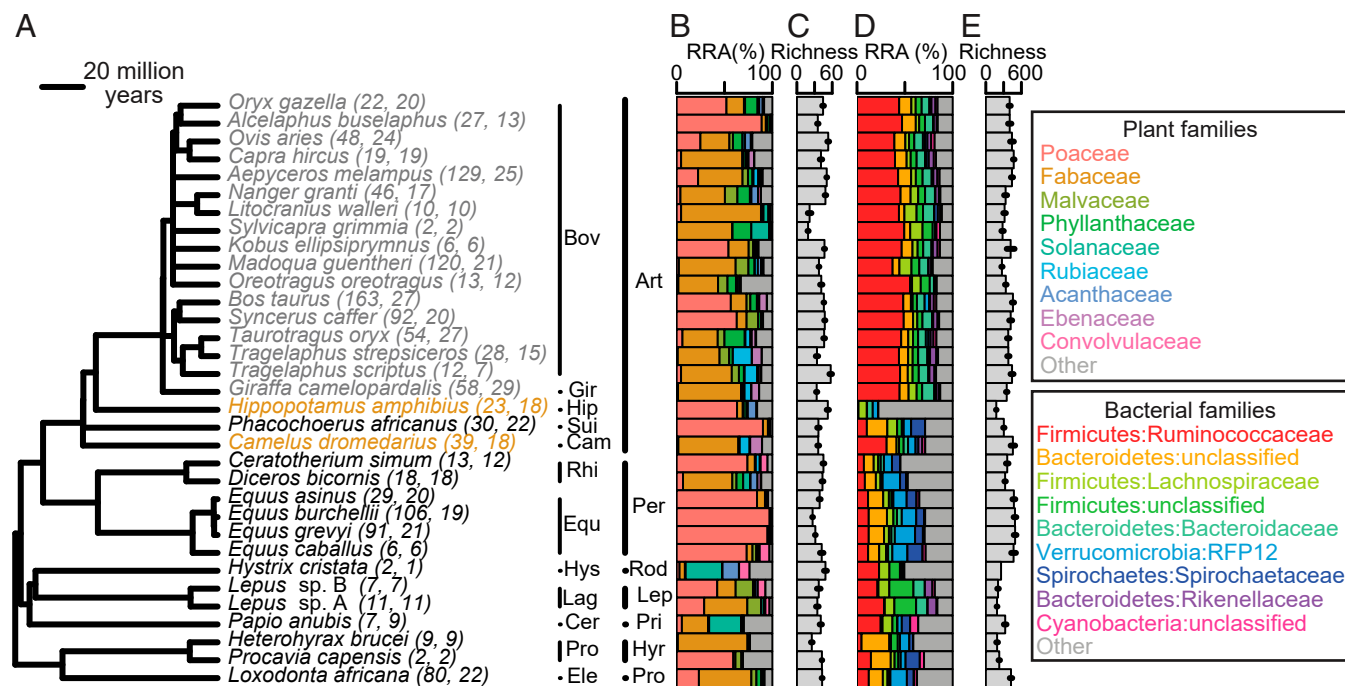 A
B
C
D
E
RRA(%)
Richness
RRA (%)
Richness
0 100
0 60
0 100
0 600
20 million
years
Oryx gazella (22, 20)
Alcelaphus buselaphus (27, 13)
Ovis aries (48, 24)
Capra hircus (19, 19)
Aepyceros melampus (129, 25)
Nanger granti (46, 17)
Litocranius walleri (10, 10)
Sylvicapra grimmia (2, 2)
Kobus ellipsiprymnus (6, 6)
Madoqua guentheri (120, 21)
Oreotragus oreotragus (13, 12)
Bos taurus (163, 27)
Syncerus caffer (92, 20)
Taurotragus oryx (54, 27)
Tragelaphus strepsiceros (28, 15)
Tragelaphus scriptus (12, 7)
Giraffa camelopardalis (58, 29)
Hippopotamus amphibius (23, 18)
Phacochoerus africanus (30, 22)
Camelus dromedarius (39, 18)
Ceratotherium simum (13, 12)
Diceros bicornis (18, 18)
Equus asinus (29, 20)
Equus burchellii (106, 19)
Equus grevyi (91, 21)
Equus caballus (6, 6)
Hystrix cristata (2, 1)
Lepus sp. B (7, 7)
Lepus sp. A (11, 11)
Papio anubis (7, 9)
Heterohyrax brucei (9, 9)
Procavia capensis (2, 2)
Loxodonta africana (80, 22)
Bov
Gir
Hip
Sui
Cam
Rhi
Equ
Hys
Lag
Cer
Pro
Ele
Art
Per
Rod
Lep
Pri
Hyr
Pro
Plant families
Poaceae
Fabaceae
Malvaceae
Phyllanthaceae
Solanaceae
Rubiaceae
Acanthaceae
Ebenaceae
Convolvulaceae
Other
Bacterial families
Firmicutes:Ruminococcaceae
Bacteroidetes:unclassified
Firmicutes:Lachnospiraceae
Firmicutes:unclassified
Bacteroidetes:Bacteroidaceae
Verrucomicrobia:RFP12
Spirochaetes:Spirochaetaceae
Bacteroidetes:Rikenellaceae
Cyanobacteria:unclassified
Other